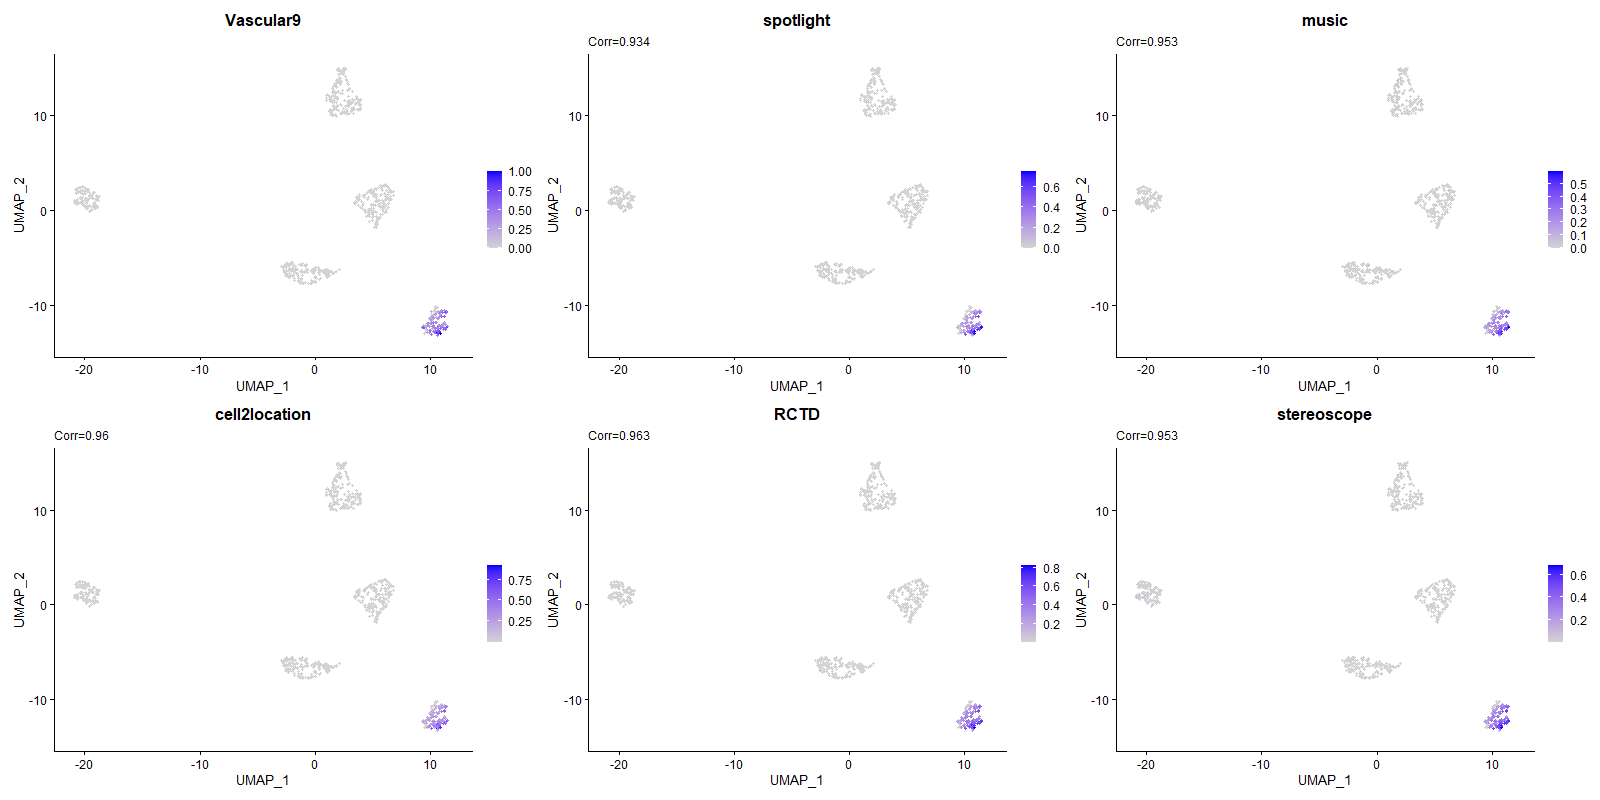 Vascular9
UMAP_2
10
0
-10
-20
-10
0
10
UMAP_1
1.00
0.75
0.50
0.25
0.00
spotlight
Corr=0.934
UMAP_2
10
0
-10
-20
-10
0
10
UMAP_1
0.6
0.4
0.2
0.0
music
Corr=0.953
UMAP_2
10
0
-10
-20
-10
0
10
UMAP_1
0.5
0.4
0.3
0.2
0.1
0.0
cell2location
Corr=0.96
UMAP_2
10
0
-10
-20
-10
0
10
UMAP_1
0.75
0.50
0.25
RCTD
Corr=0.963
UMAP_2
10
0
-10
-20
-10
0
10
UMAP_1
0.8
0.6
0.4
0.2
stereoscope
Corr=0.953
UMAP_2
10
0
-10
-20
-10
0
10
UMAP_1
0.6
0.4
0.2